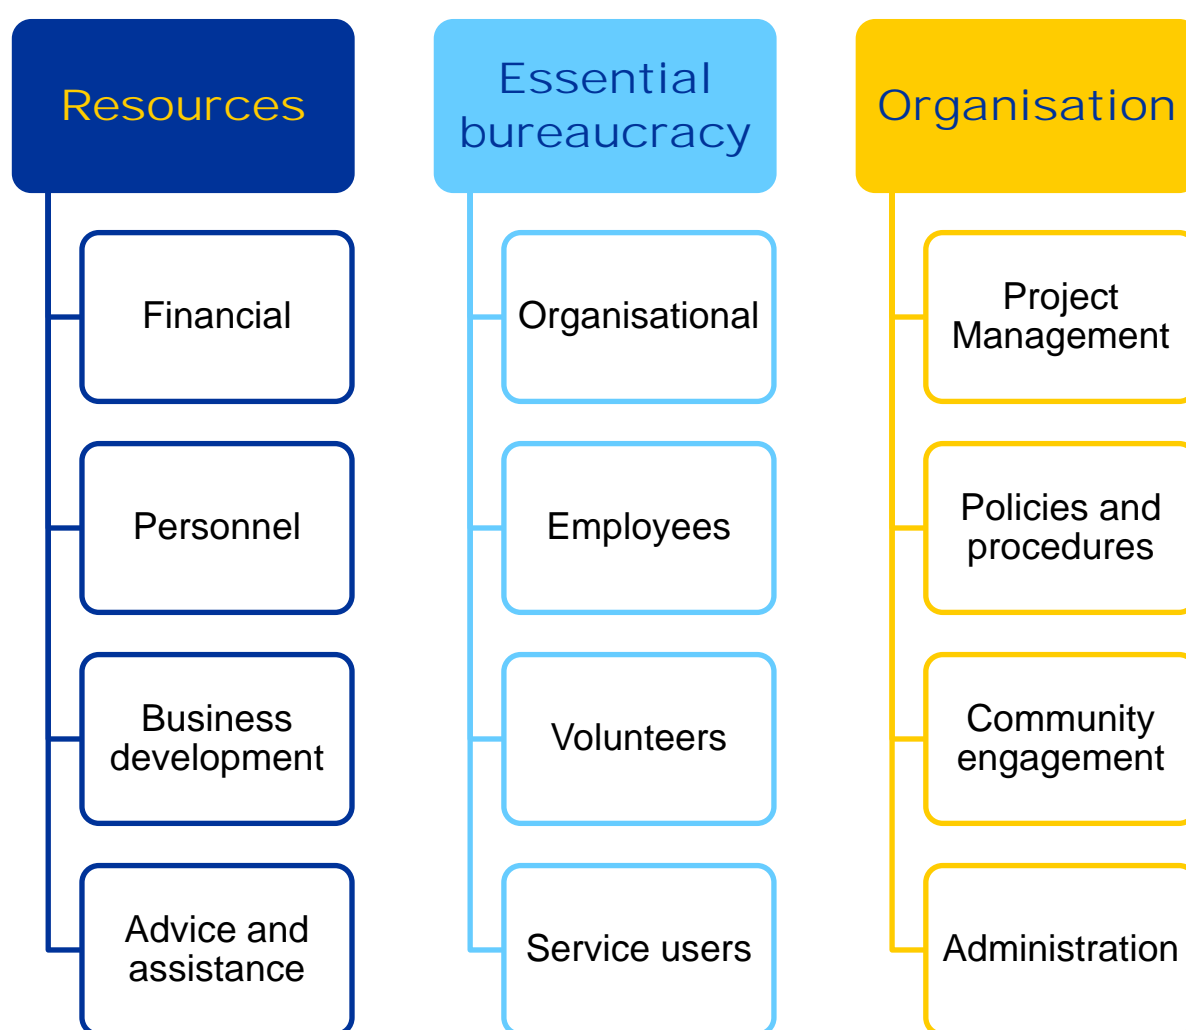 Resources
Financial
Personnel
Business
development
Advice and
assistance
Essential
bureaucracy
Organisational
Employees
Volunteers
Service users
Organisation
Project
Management
Policies and
procedures
Community
engagement
Administration